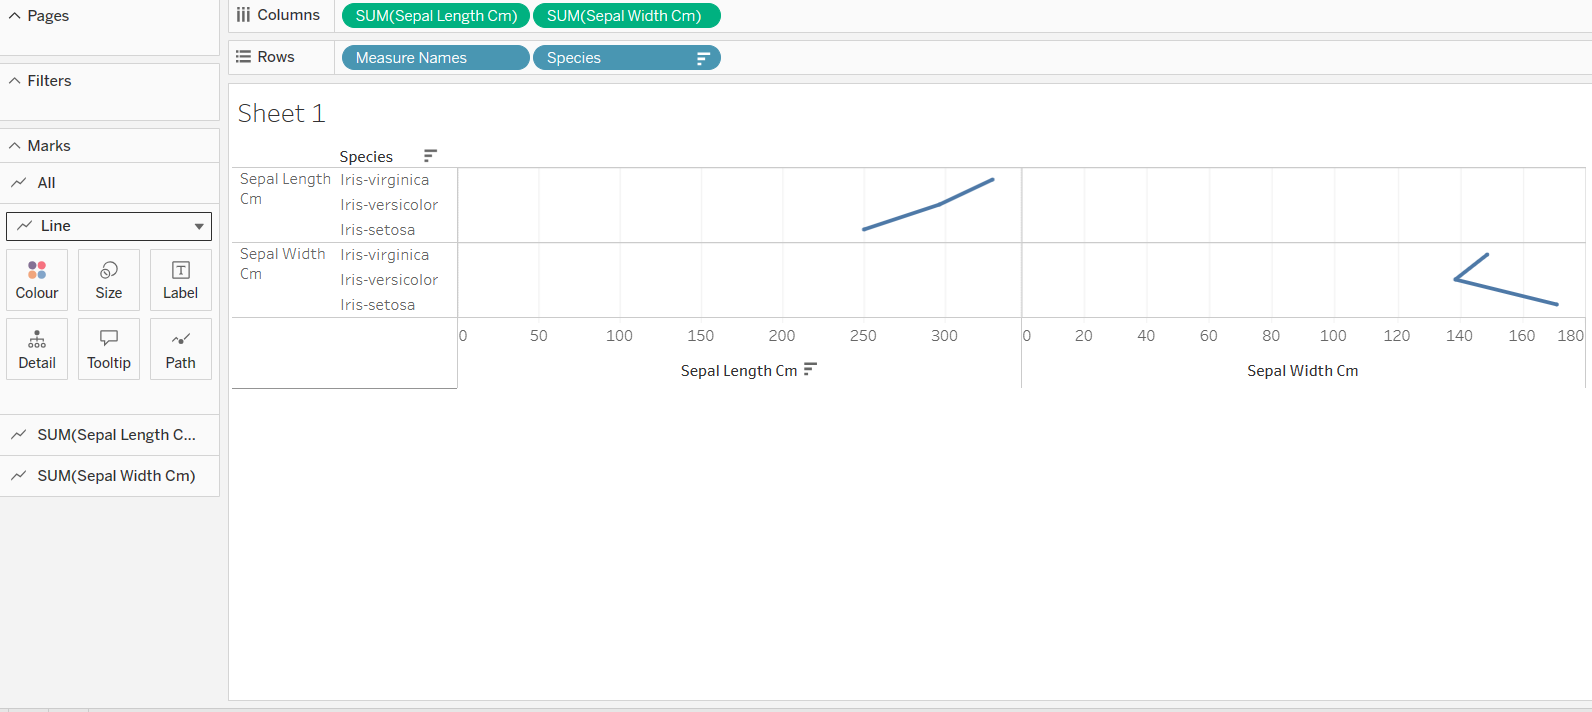 Pages
Columns
SUM(Sepal Length Cm)
SUM(Sepal Width Cm)
Rows
Measure Names
Species
Filters
Sheet 1
Marks
All
Line
Colour
Size
Label
Detail
Tooltip
Path
SUM(Sepal Length C...
SUM(Sepal Width Cm)
Species
Sepal Length
Cm
Iris-virginica
Iris-versicolor
Iris-setosa
Sepal Width
Cm
Iris-virginica
Iris-versicolor
Iris-setosa
0 50 100 150 200 250 300
0 20 40 60 80 100 120 140 160 180
Sepal Length Cm
Sepal Width Cm